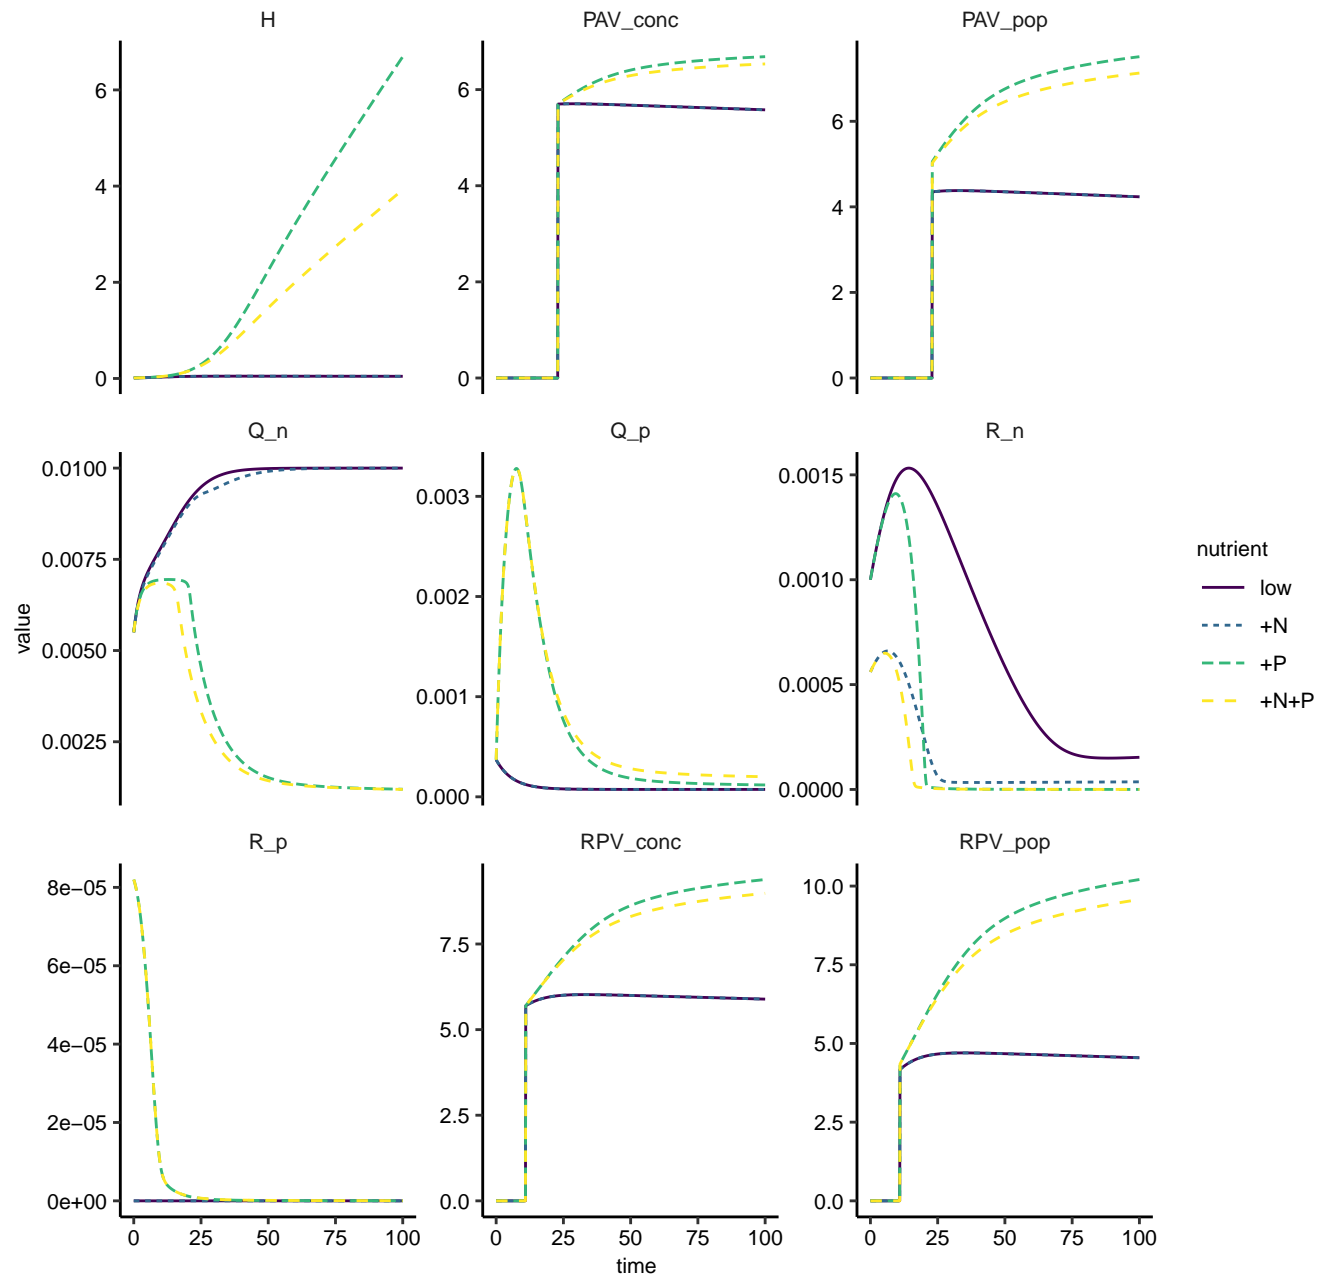 H
PAV_conc
PAV_pop
6
4
2
0
6
4
2
0
6
4
2
0
Q_n
Q_p
R_n
0.0100
0.0075
0.0050
0.0025
0.003
0.002
0.001
0.000
0.0015
0.0010
0.0005
0.0000
R_p
RPV_conc
RPV_pop
8e−05
6e−05
4e−05
2e−05
0e+00
7.5
5.0
2.5
0.0
10.0
7.5
5.0
2.5
0.0
0 25 50 75 100
0 25 50 75 100
0 25 50 75 100
time
value
nutrient
low
+N
+P
+N+P